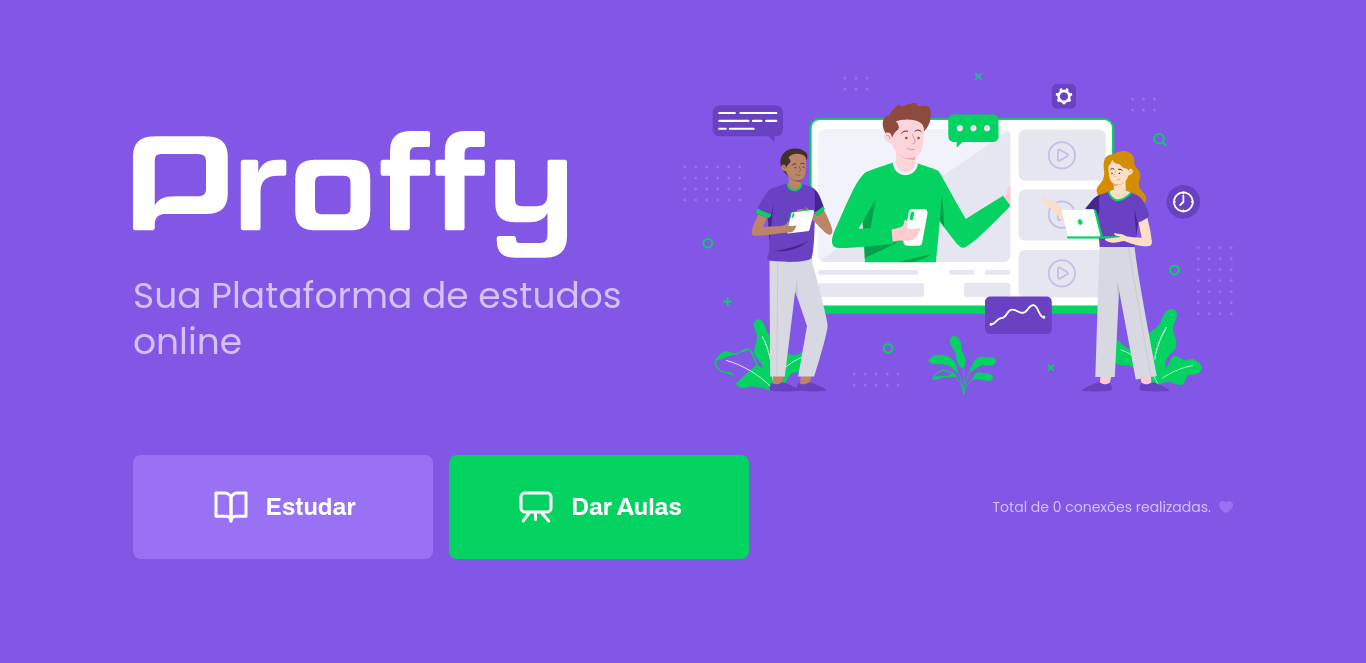 Proffy
Sua Plataforma de estudos
online
Estudar
Dar Aulas
Total de 0 conexões realizadas.